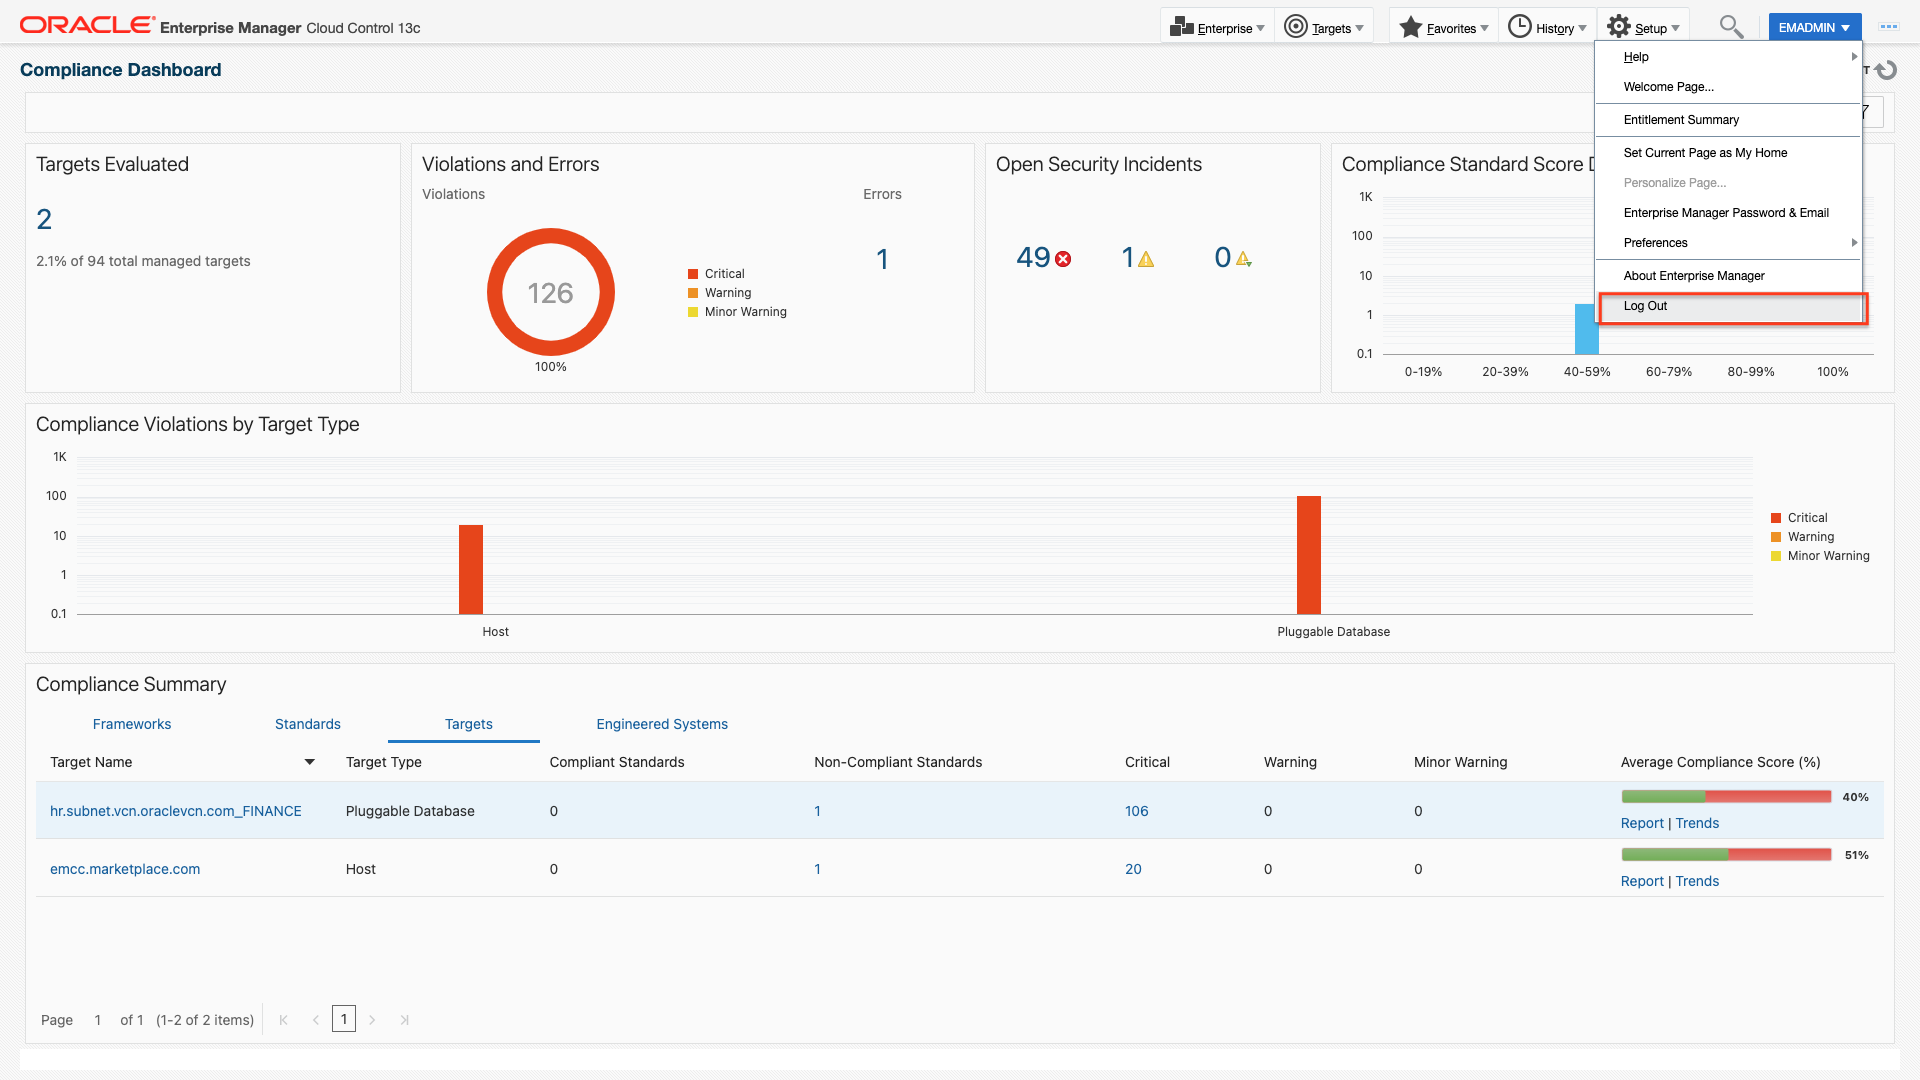 ORACLE Enterprise Manager Cloud Control 13c
Enterprise
Targets
Favorites
History
Setup
EMADMIN
Compliance Dashboard
T
Help
Welcome Page...
Entitlement Summary
Set Current Page as My Home
Personalize Page...
Enterprise Manager Password & Email
Preferences
About Enterprise Manager
Log Out
Targets Evaluated
2
2.1% of 94 total managed targets
Violations and Errors
Violations
Errors
126
100%
Critical
Warning
Minor Warning
1
Open Security Incidents
49
1
0
Compliance Standard Score
1K
100
10
1
0.1
0-19% 20-39% 40-59% 60-79% 80-99% 100%
Compliance Violations by Target Type
1K
100
10
1
0.1
Host Pluggable Database
Critical
Warning
Minor Warning
Compliance Summary
Frameworks Standards Targets Engineered Systems
Target Name Target Type Compliant Standards Non-Compliant Standards Critical Warning Minor Warning Average Compliance Score (%)
hr.subnet.vcn.oraclevcn.com_FINANCE Pluggable Database 0 1 106 0 0 40%
Report | Trends
emcc.marketplace.com Host 0 1 20 0 0 51%
Report | Trends
Page 1 of 1 (1-2 of 2 items) 1